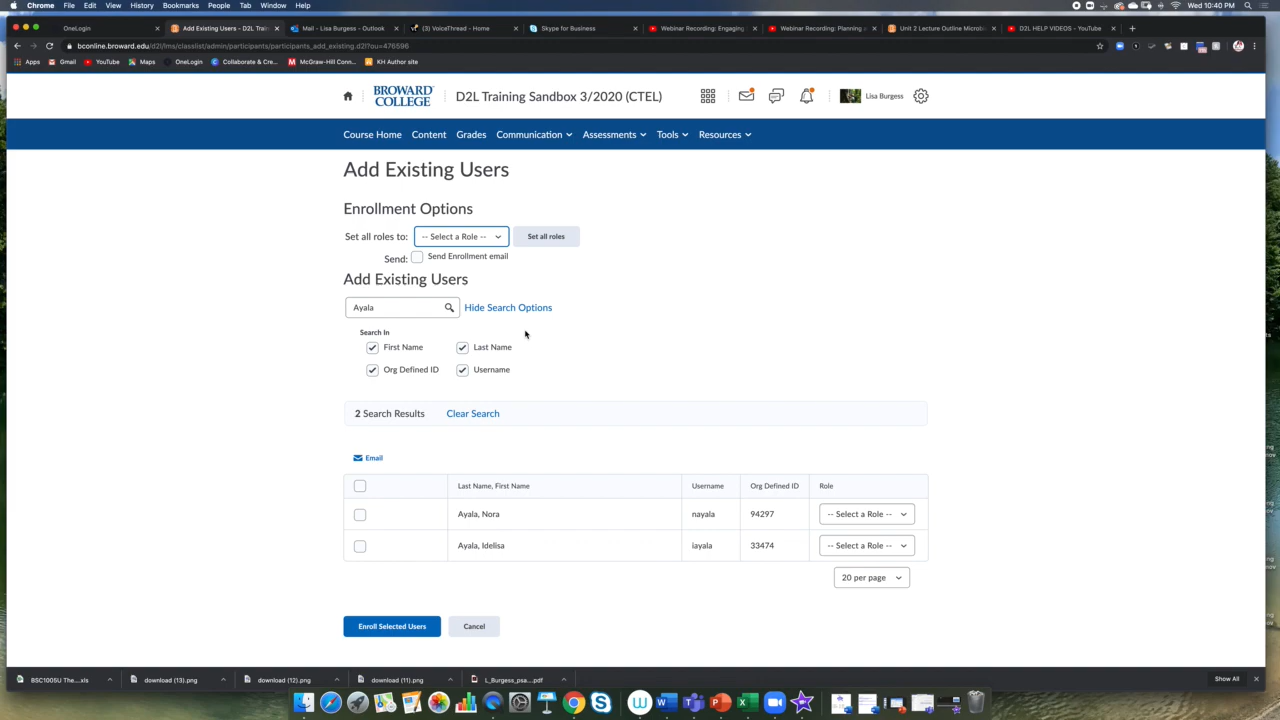 Chrome File Edit View History Bookmarks People Tab Window Help
Wed 10:40 PM
OneLogin
Add Existing Users - D2L Trai
Mail - Lisa Burgess - Outlook
(3) VoiceThread - Home
Skype for Business
Webinar Recording: Engaging
Webinar Recording: Planning
Unit 2 Lecture Outline Microb
D2L HELP VIDEOS - YouTube
bconline.broward.edu/d2l/lms/classlist/admin/participants/participants_add_existing.d2l?ou=476596
Apps Gmail YouTube Maps OneLogin Collaborate & Cre... McGraw-Hill Conn... KH Author site
BROWARD COLLEGE
D2L Training Sandbox 3/2020 (CTEL)
Lisa Burgess
Course Home Content Grades Communication Assessments Tools Resources
Add Existing Users
Enrollment Options
Set all roles to: -- Select a Role -- Set all roles
Send: Send Enrollment email
Add Existing Users
Ayala Hide Search Options
Search In
First Name Last Name
Org Defined ID Username
2 Search Results Clear Search
Email
Last Name, First Name Username Org Defined ID Role
Ayala, Nora nayala 94297 -- Select a Role --
Ayala, Idelisa iayala 33474 -- Select a Role --
20 per page
Enroll Selected Users Cancel
BSC1005U The....xls download (13).png download (12).png download (11).png L_Burgess_psa....pdf Show All